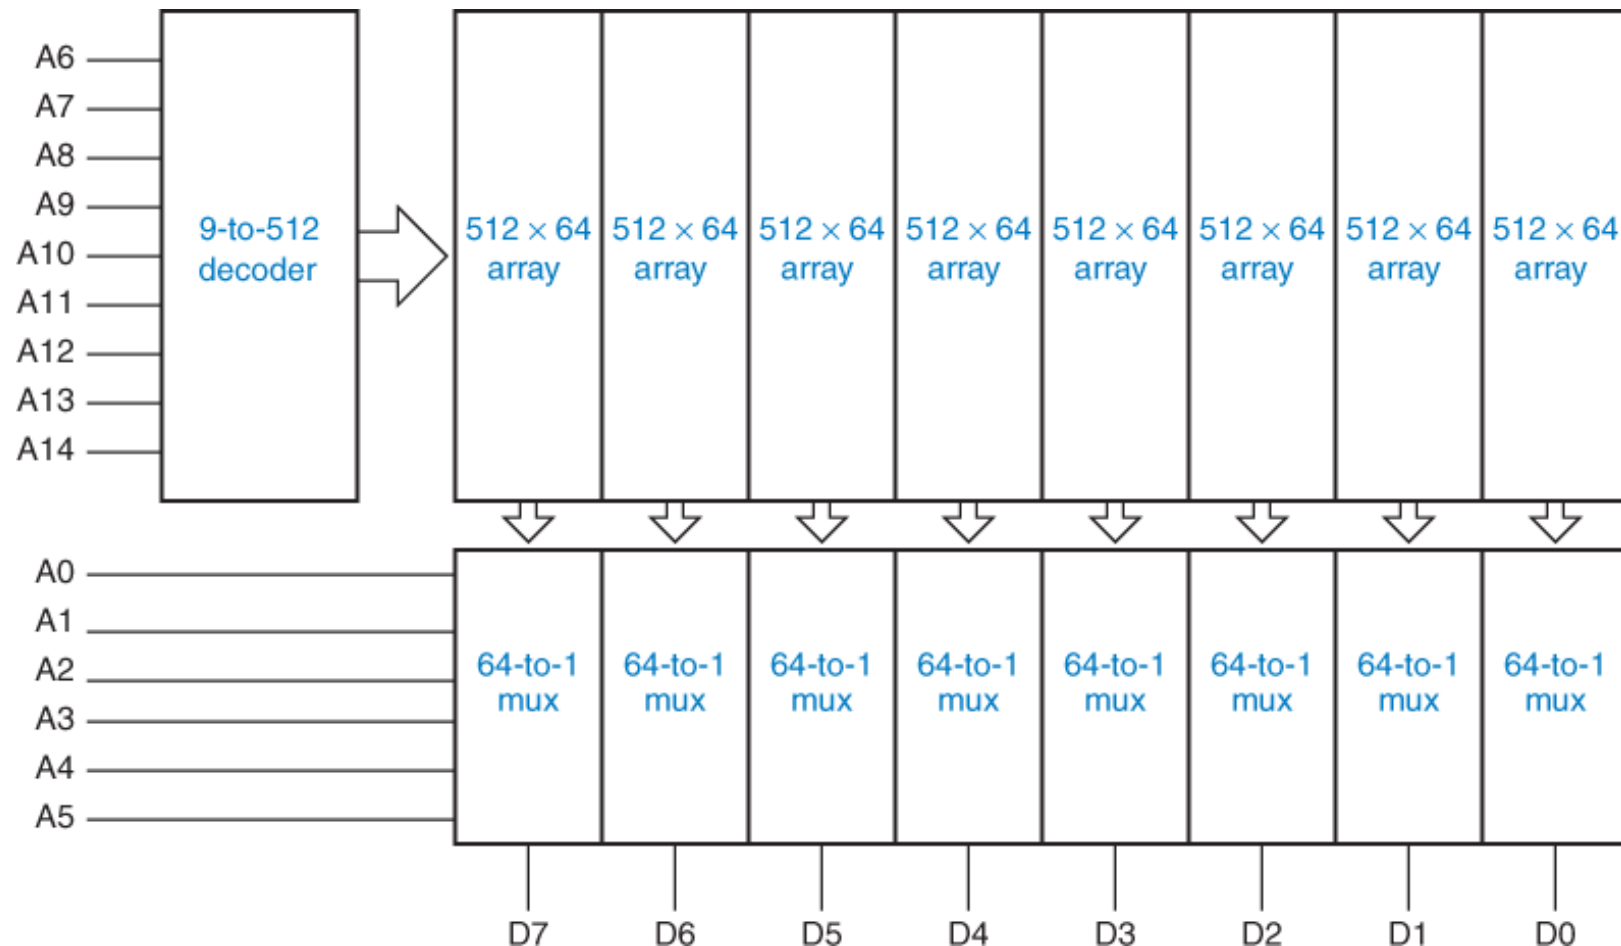 A6
A7
A8
A9
A10
A11
A12
A13
A14
9-to-512
decoder
512 × 64 512 × 64 512 × 64 512 × 64 512 × 64 512 × 64 512 × 64 512 × 64
array array array array array array array array
A0
A1
A2
A3
A4
A5
64-to-1 64-to-1 64-to-1 64-to-1 64-to-1 64-to-1 64-to-1 64-to-1
mux mux mux mux mux mux mux mux
D7 D6 D5 D4 D3 D2 D1 D0